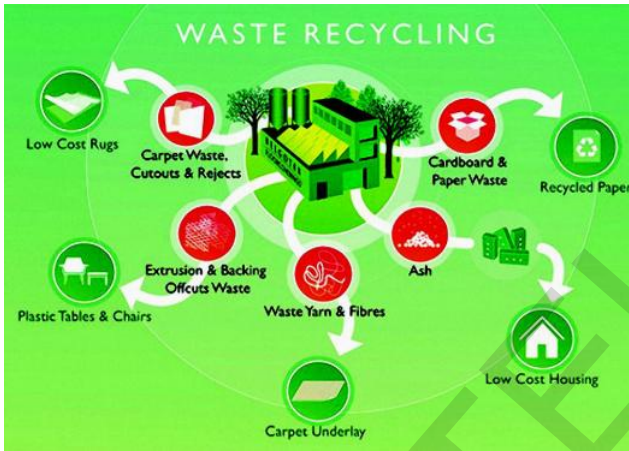 WASTE RECYCLING
Low Cost Rugs
Carpet Waste,
Cutouts & Rejects
Cardboard &
Paper Waste
Recycled Paper
Extrusion & Backing
Offcuts Waste
Ash
Plastic Tables & Chairs
Waste Yarn & Fibres
Low Cost Housing
Carpet Underlay